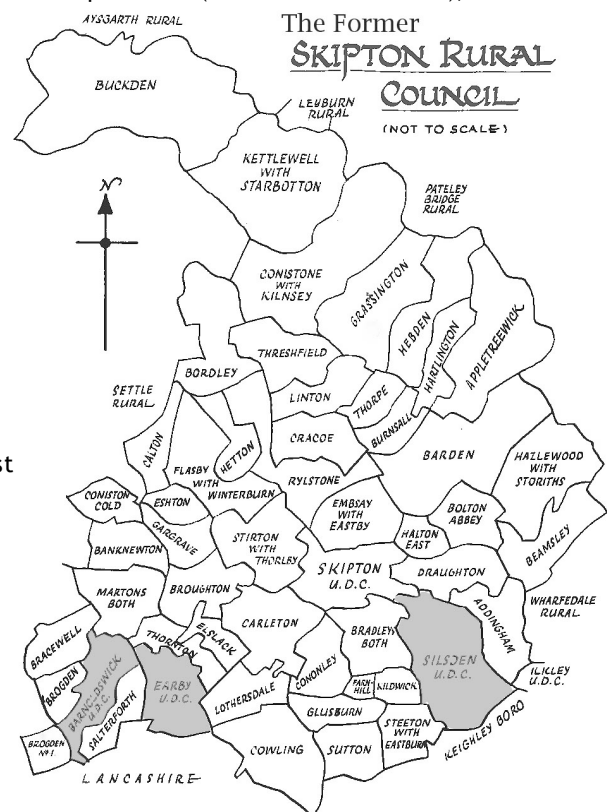 AYSGARTH RURAL
The Former
SKIPTON RURAL
COUNCIL
(NOT TO SCALE)
BUCKDEN
LEYBURN
RURAL
KETTLEWELL
WITH
STARBOTTON
N
PATELEY
BRIDGE
RURAL
CONISTONE
WITH
KILNSEY
GRASSINGTON
HEBDEN
HARTLINGTON
APPLETREEWICK
THRESHFIELD
BORDLEY
SETTLE
RURAL
LINTON
THORPE
BURNSALL
CALTON
HETTON
CRACOE
BARDEN
HAZLEWOOD
WITH
STORITHS
st
FLASBY
WITH
WINTERBURN
RYLSTONE
CONISTON
COLD
ESHTON
EMBSAY
WITH
EASTBY
BOLTON
ABBEY
GARGRAVE
STIRTON
WITH
THORLBY
HALTON
EAST
BEAMSLEY
BANKNEWTON
SKIPTON
U.D.C.
DRAUGHTON
MARTONS
BOTH
BROUGHTON
ADDINGHAM
WHARFEDALE
RURAL
CARLETON
BRADLEY
BOTH
BRACEWELL
THORNTON
ELSLACK
SILSDEN
U.D.C.
ILKLEY
U.D.C.
BROGDEN
BARNOLDSWICK
U.D.C.
EARBY
U.D.C.
LOTHERSDALE
CONONLEY
FARN-
HILL
KILDWICK
SALTERFORTH
GLUSBURN
BROGDEN
Nº 1
STEETON
WITH
EASTBURN
KEIGHLEY BORO
COWLING
SUTTON
LANCASHIRE